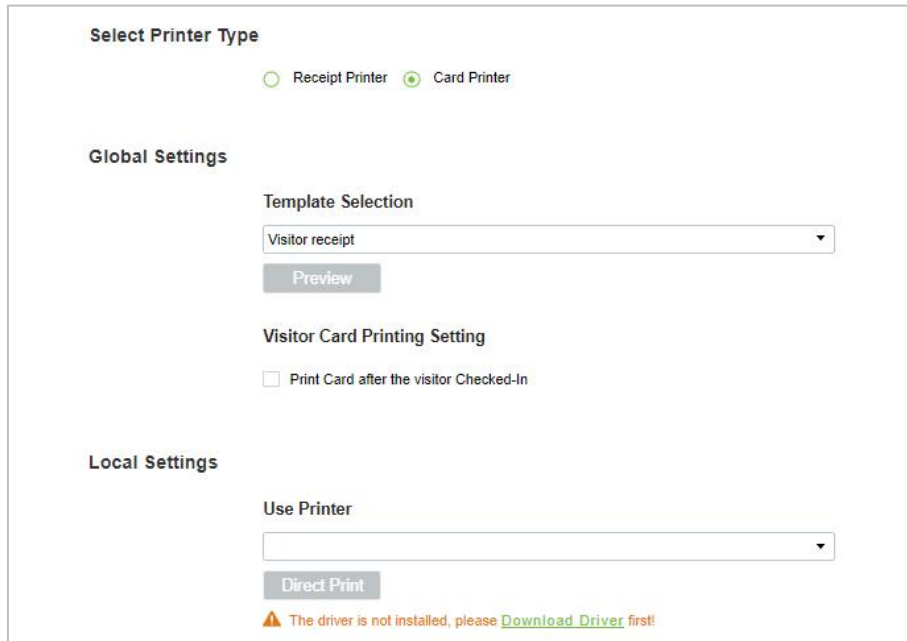 Select Printer Type
Receipt Printer Card Printer
Global Settings
Template Selection
Visitor receipt
Preview
Visitor Card Printing Setting
Print Card after the visitor Checked-In
Local Settings
Use Printer
Direct Print
The driver is not installed, please Download Driver first!